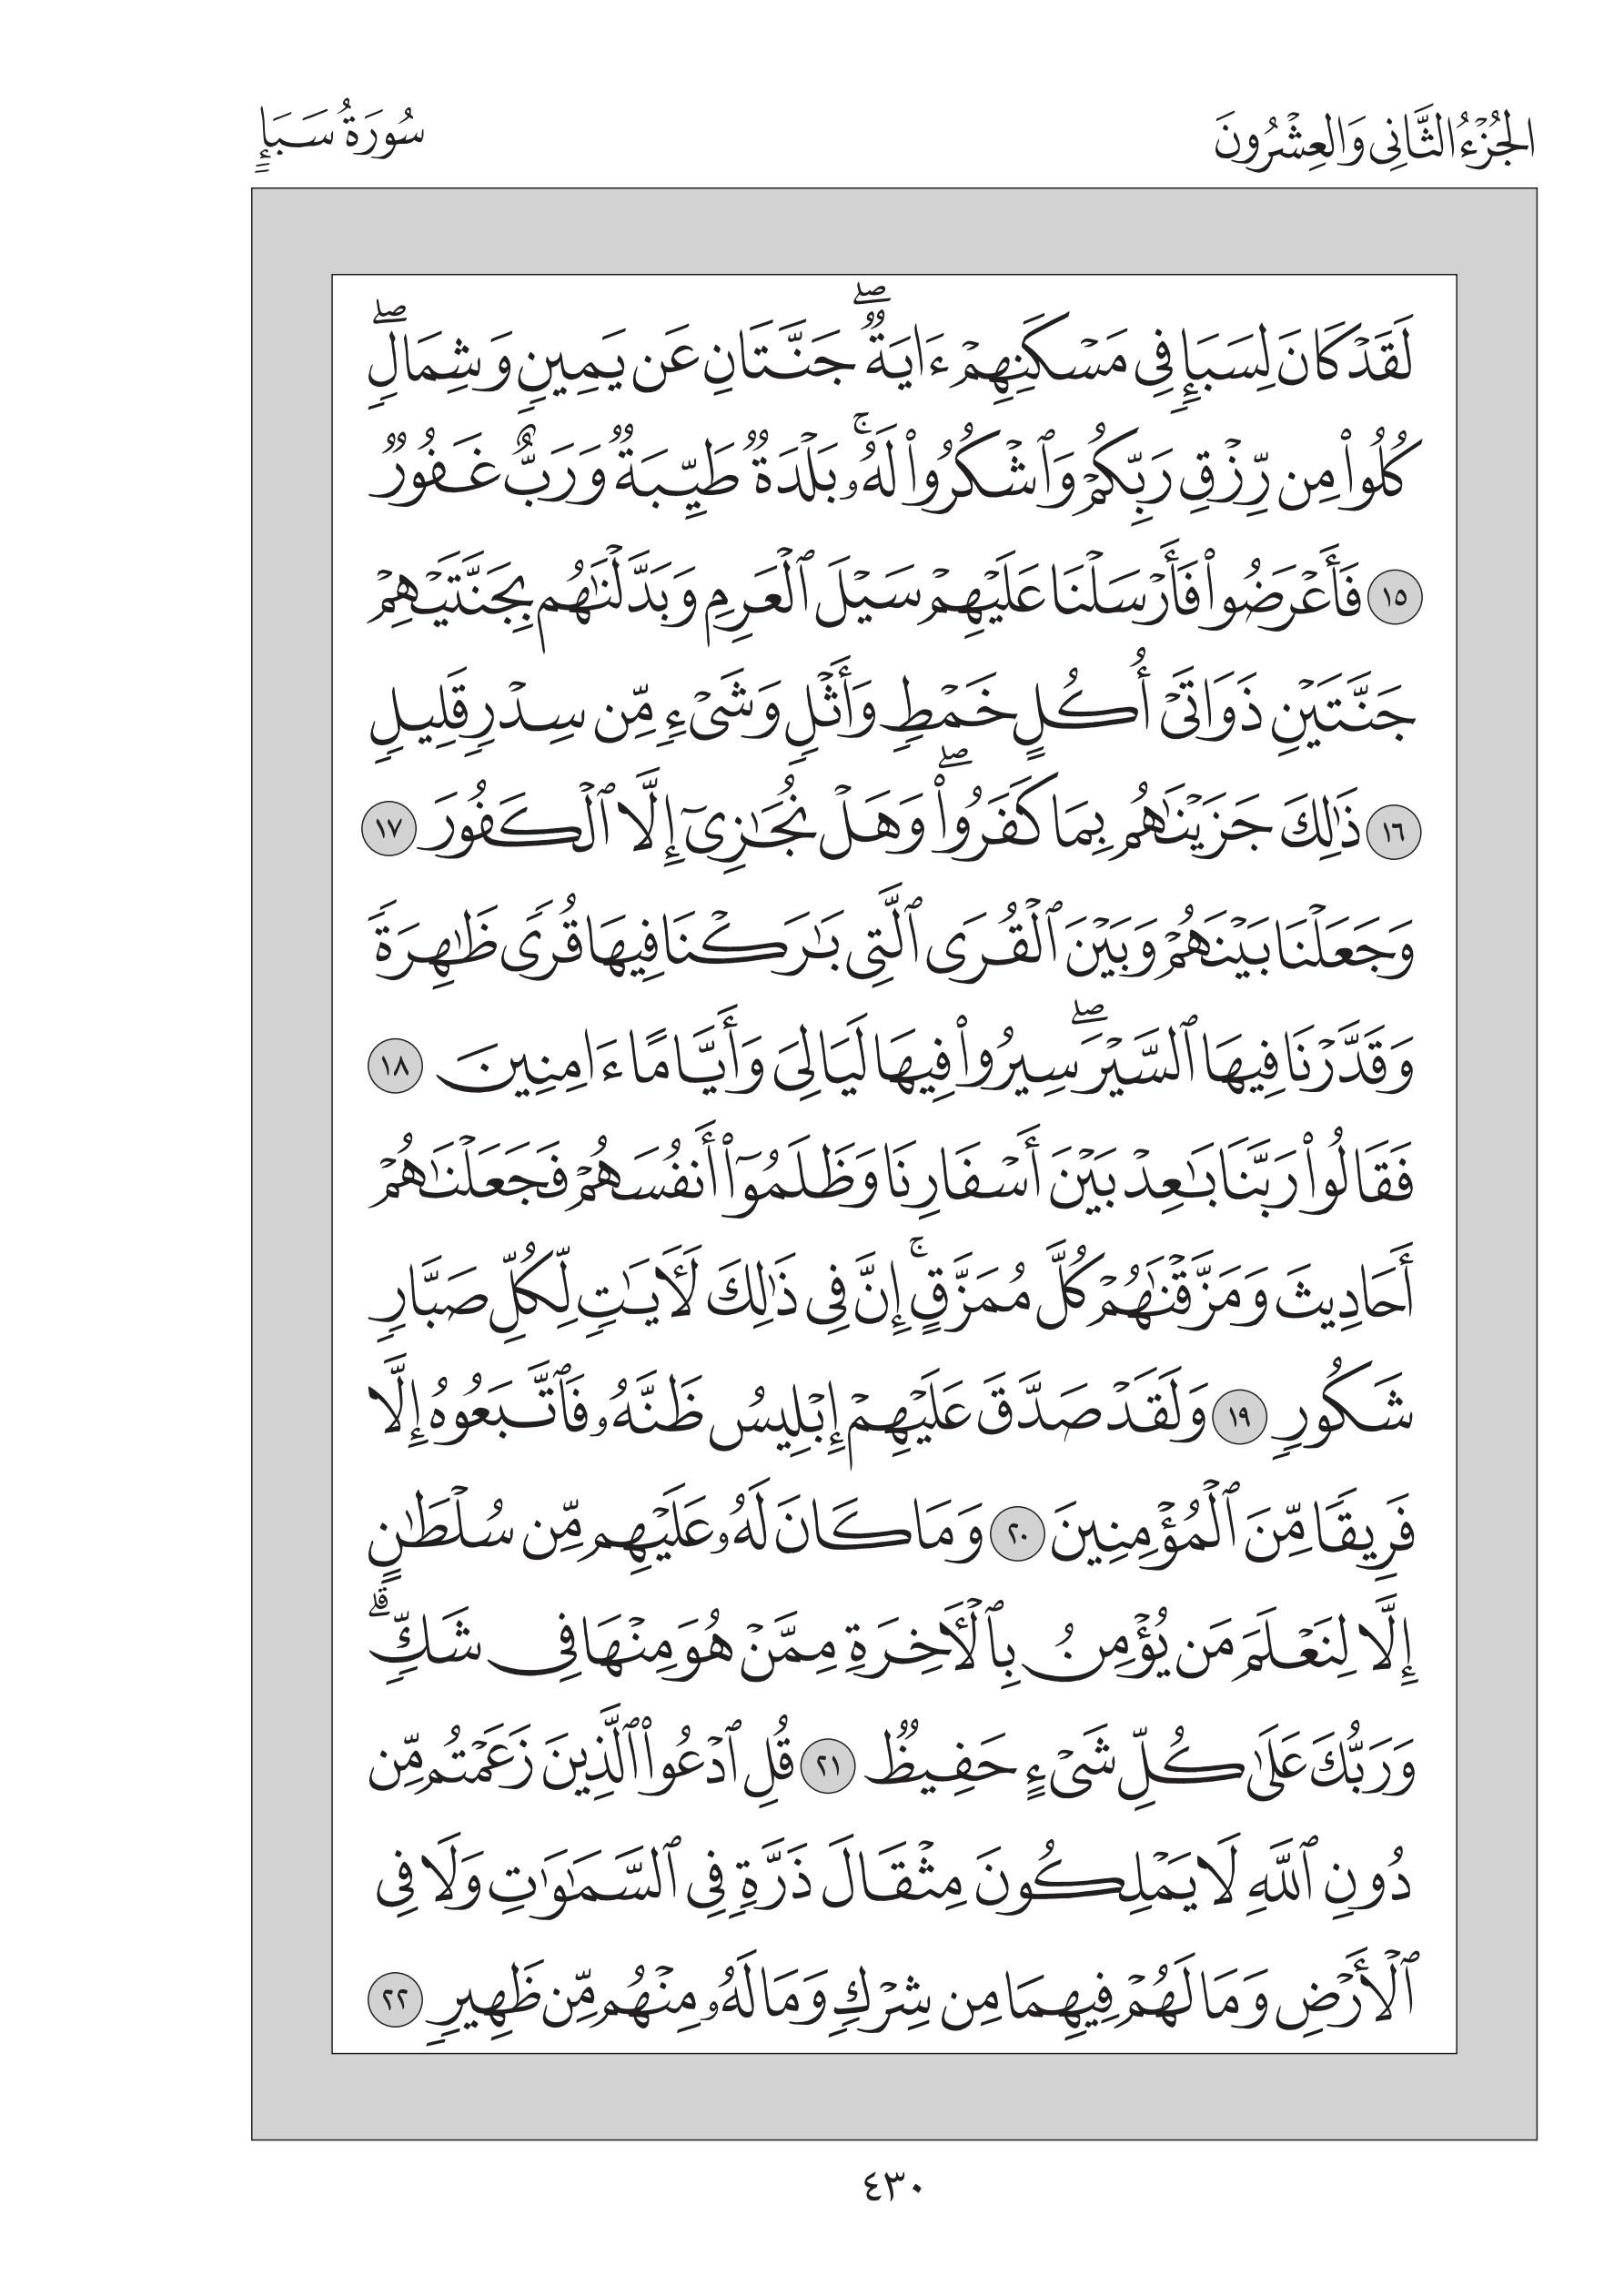 الجُزْءُ الثَّانِي وَالعِشْرُونَ
سُورَةُ سَبَإٍ
لَقَدْ كَانَ لِسَبَإٖ فِي مَسْكَنِهِمْ ءَايَةٞۖ جَنَّتَانِ عَن يَمِينٖ وَشِمَالٖۖ
كُلُواْ مِن رِّزْقِ رَبِّكُمْ وَٱشْكُرُواْ لَهُۥۚ بَلْدَةٞ طَيِّبَةٞ وَرَبٌّ غَفُورٞ
١٥ فَأَعْرَضُواْ فَأَرْسَلْنَا عَلَيْهِمْ سَيْلَ ٱلْعَرِمِ وَبَدَّلْنَٰهُم بِجَنَّتَيْهِمْ
جَنَّتَيْنِ ذَوَاتَىْ أُكُلٍ خَمْطٖ وَأَثْلٖ وَشَىْءٖ مِّن سِدْرٖ قَلِيلٖ
١٦ ذَٰلِكَ جَزَيْنَٰهُم بِمَا كَفَرُواْۖ وَهَلْ نُجَٰزِىٓ إِلَّا ٱلْكَفُورَ ١٧
وَجَعَلْنَا بَيْنَهُمْ وَبَيْنَ ٱلْقُرَى ٱلَّتِى بَٰرَكْنَا فِيهَا قُرٗى ظَٰهِرَةٗ
وَقَدَّرْنَا فِيهَا ٱلسَّيْرَۖ سِيرُواْ فِيهَا لَيَالِىَ وَأَيَّامًا ءَامِنِينَ ١٨
فَقَالُواْ رَبَّنَا بَٰعِدْ بَيْنَ أَسْفَارِنَا وَظَلَمُوٓاْ أَنفُسَهُمْ فَجَعَلْنَٰهُمْ
أَحَادِيثَ وَمَزَّقْنَٰهُمْ كُلَّ مُمَزَّقٍۚ إِنَّ فِى ذَٰلِكَ لَأٓيَٰتٖ لِّكُلِّ صَبَّارٖ
شَكُورٖ ١٩ وَلَقَدْ صَدَّقَ عَلَيْهِمْ إِبْلِيسُ ظَنَّهُۥ فَٱتَّبَعُوهُ إِلَّا
فَرِيقٗا مِّنَ ٱلْمُؤْمِنِينَ ٢٠ وَمَا كَانَ لَهُۥ عَلَيْهِم مِّن سُلْطَٰنٍ
إِلَّا لِنَعْلَمَ مَن يُؤْمِنُ بِٱلْأٓخِرَةِ مِمَّنْ هُوَ مِنْهَا فِى شَكّٖۗ
وَرَبُّكَ عَلَىٰ كُلِّ شَىْءٍ حَفِيظٞ ٢١ قُلِ ٱدْعُواْ ٱلَّذِينَ زَعَمْتُم مِّن
دُونِ ٱللَّهِ لَا يَمْلِكُونَ مِثْقَالَ ذَرَّةٖ فِى ٱلسَّمَٰوَٰتِ وَلَا فِى
ٱلْأَرْضِ وَمَا لَهُمْ فِيهِمَا مِن شِرْكٖ وَمَا لَهُۥ مِنْهُم مِّن ظَهِيرٖ ٢٢
٤٣٠